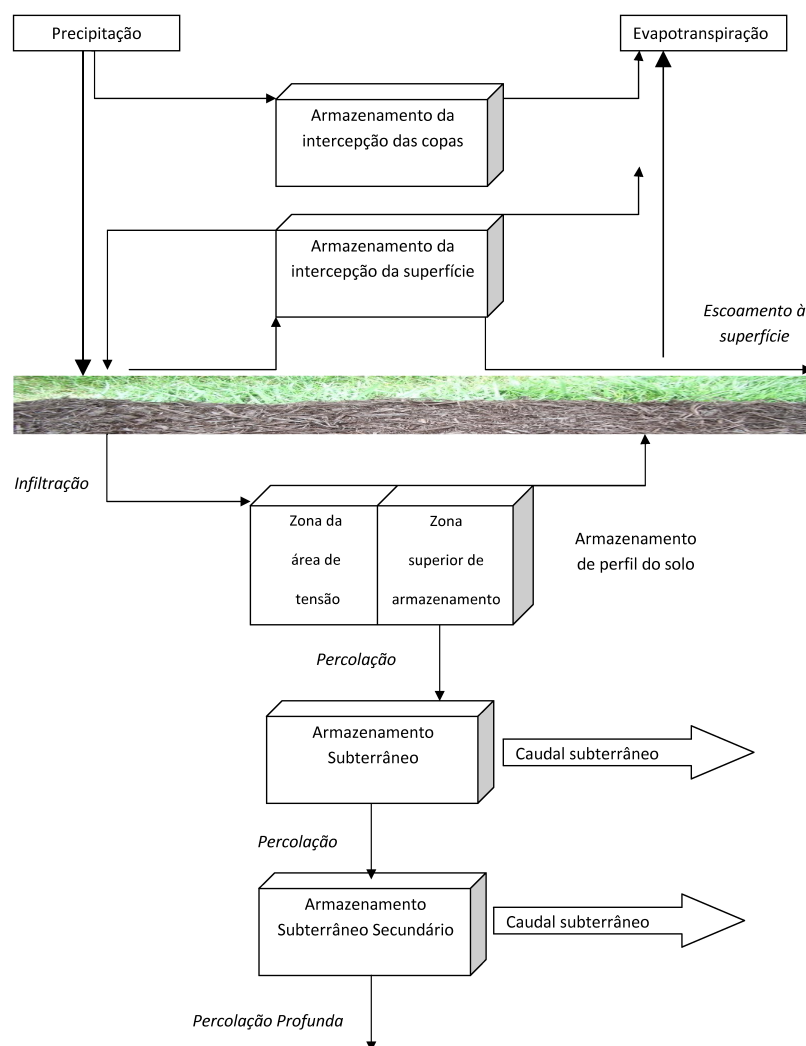 Precipitação
Evapotranspiração
Armazenamento da
intercepção das copas
Armazenamento da
intercepção da superfície
Escoamento à
superfície
Infiltração
Zona da
área de
tensão
Zona
superior de
armazenamento
Armazenamento
de perfil do solo
Percolação
Armazenamento
Subterrâneo
Caudal subterrâneo
Percolação
Armazenamento
Subterrâneo Secundário
Caudal subterrâneo
Percolação Profunda